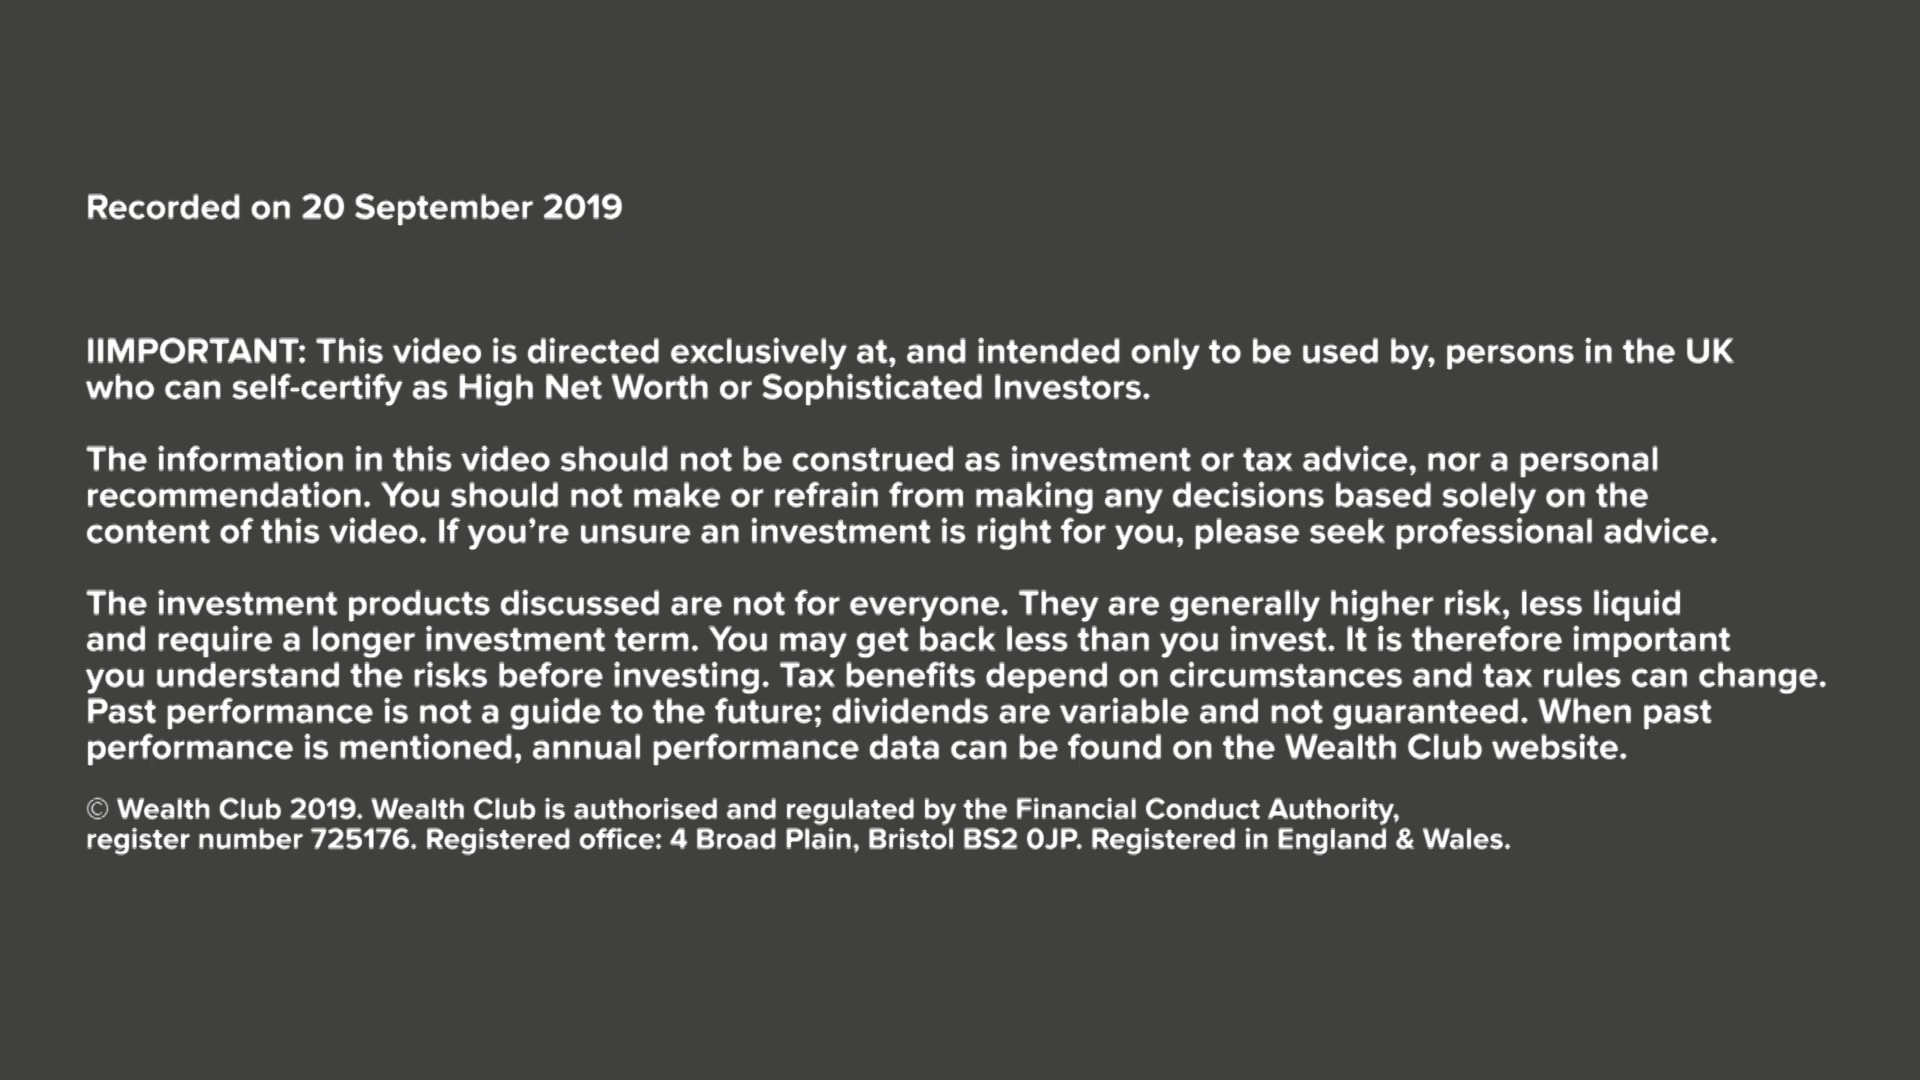 Recorded on 20 September 2019
IIMPORTANT: This video is directed exclusively at, and intended only to be used by, persons in the UK
who can self-certify as High Net Worth or Sophisticated Investors.
The information in this video should not be construed as investment or tax advice, nor a personal
recommendation. You should not make or refrain from making any decisions based solely on the
content of this video. If you’re unsure an investment is right for you, please seek professional advice.
The investment products discussed are not for everyone. They are generally higher risk, less liquid
and require a longer investment term. You may get back less than you invest. It is therefore important
you understand the risks before investing. Tax benefits depend on circumstances and tax rules can change.
Past performance is not a guide to the future; dividends are variable and not guaranteed. When past
performance is mentioned, annual performance data can be found on the Wealth Club website.
© Wealth Club 2019. Wealth Club is authorised and regulated by the Financial Conduct Authority,
register number 725176. Registered office: 4 Broad Plain, Bristol BS2 0JP. Registered in England & Wales.